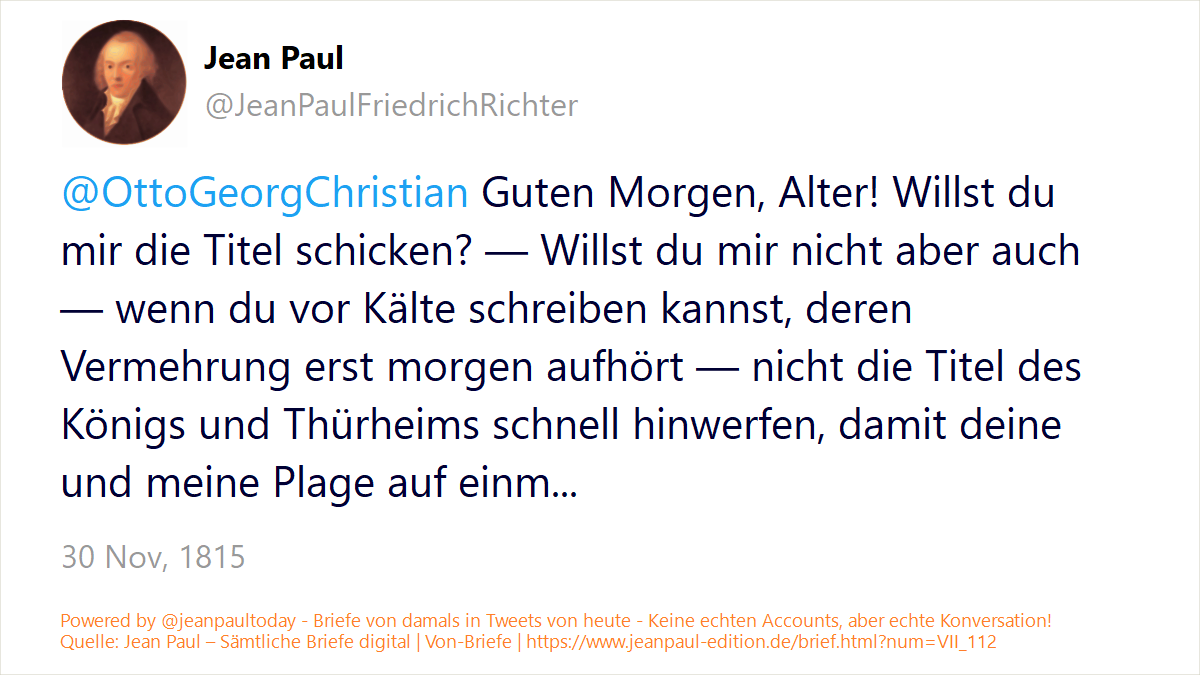 Jean Paul
@JeanPaulFriedrichRichter
@OttoGeorgChristian Guten Morgen, Alter! Willst du
mir die Titel schicken? — Willst du mir nicht aber auch
— wenn du vor Kälte schreiben kannst, deren
Vermehrung erst morgen aufhört — nicht die Titel des
Königs und Thürheims schnell hinwerfen, damit deine
und meine Plage auf einm...
30 Nov, 1815
Powered by @jeanpaultoday - Briefe von damals in Tweets von heute - Keine echten Accounts, aber echte Konversation!
Quelle: Jean Paul – Sämtliche Briefe digital | Von-Briefe | https://www.jeanpaul-edition.de/brief.html?num=VII_112